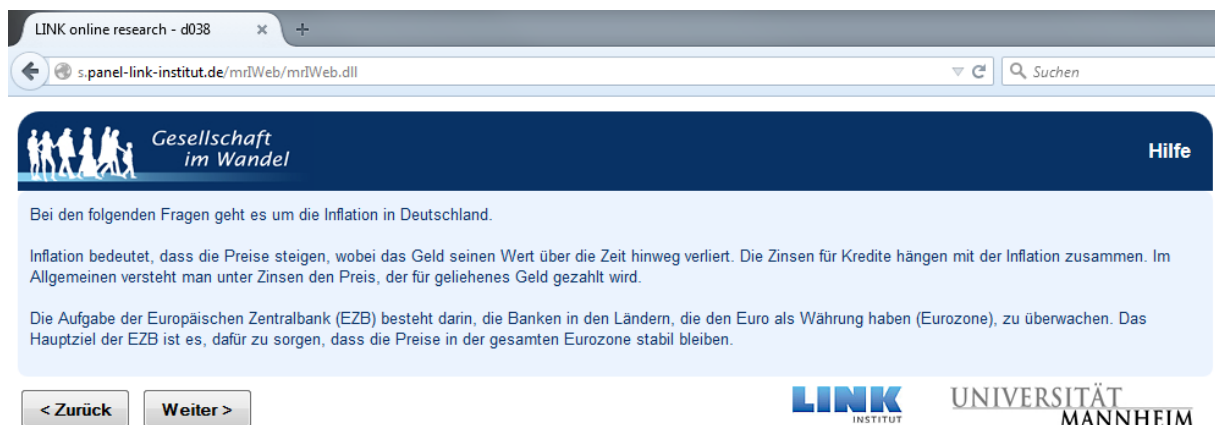 LINK online research - d038
s.panel-link-institut.de/mrIWeb/mrIWeb.dll
Suchen
Gesellschaft
im Wandel
Hilfe
Bei den folgenden Fragen geht es um die Inflation in Deutschland.
Inflation bedeutet, dass die Preise steigen, wobei das Geld seinen Wert über die Zeit hinweg verliert. Die Zinsen für Kredite hängen mit der Inflation zusammen. Im
Allgemeinen versteht man unter Zinsen den Preis, der für geliehenes Geld gezahlt wird.
Die Aufgabe der Europäischen Zentralbank (EZB) besteht darin, die Banken in den Ländern, die den Euro als Währung haben (Eurozone), zu überwachen. Das
Hauptziel der EZB ist es, dafür zu sorgen, dass die Preise in der gesamten Eurozone stabil bleiben.
< Zurück
Weiter >
LINK
INSTITUT
UNIVERSITÄT
MANNHEIM